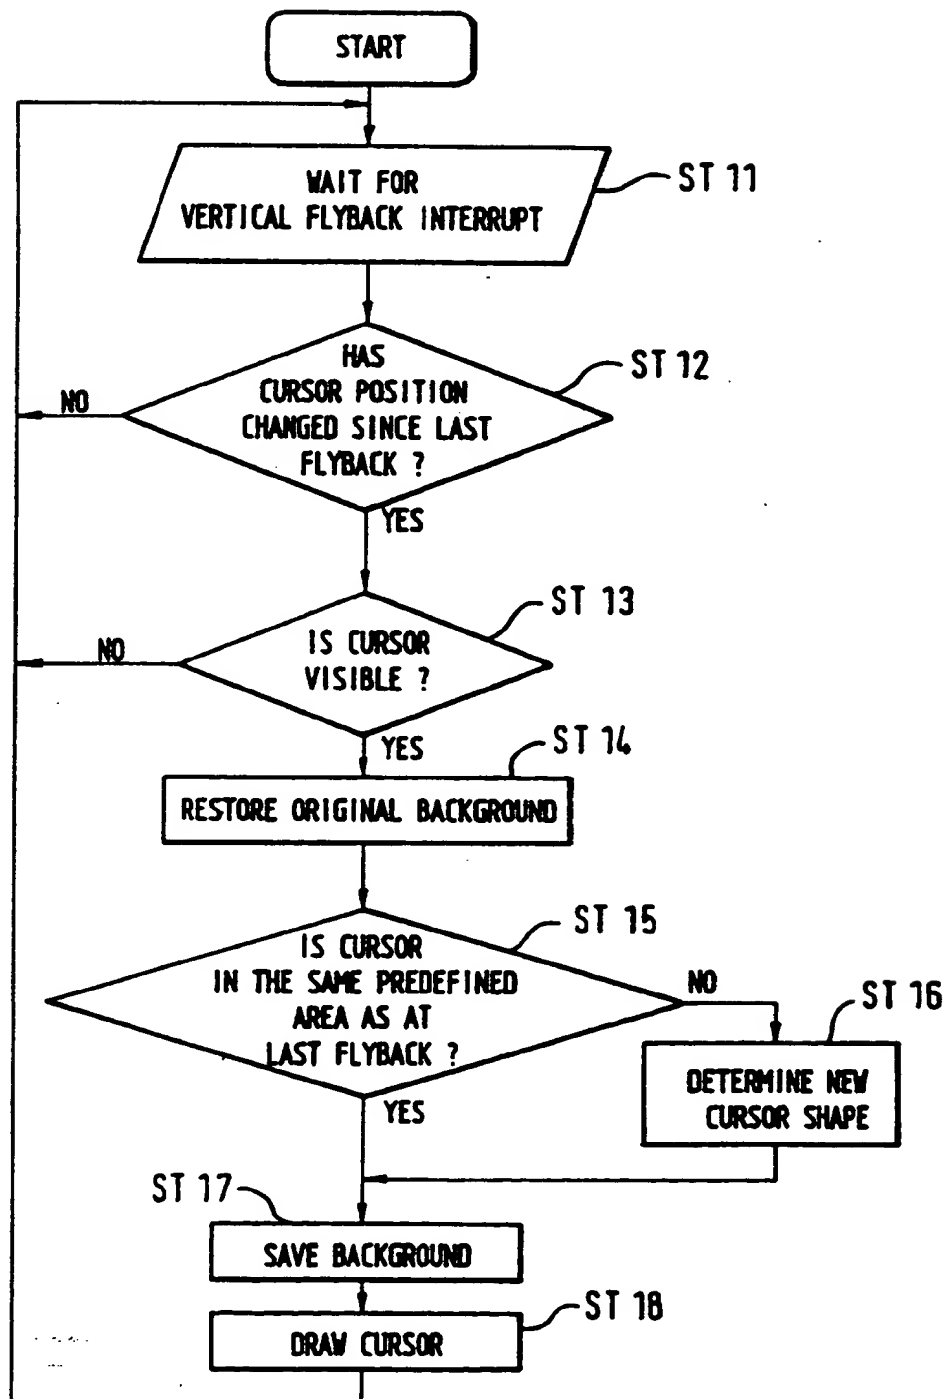 START
WAIT FOR
VERTICAL FLYBACK INTERRUPT
ST 11
HAS
CURSOR POSITION
CHANGED SINCE LAST
FLYBACK ?
ST 12
NO
YES
IS CURSOR
VISIBLE ?
ST 13
NO
YES
ST 14
RESTORE ORIGINAL BACKGROUND
IS CURSOR
IN THE SAME PREDEFINED
AREA AS AT
LAST FLYBACK ?
ST 15
NO
ST 16
DETERMINE NEW
CURSOR SHAPE
YES
ST 17
SAVE BACKGROUND
ST 18
DRAW CURSOR